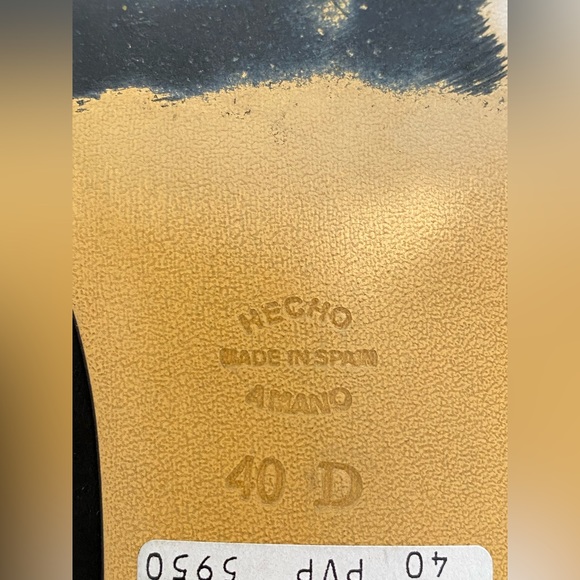 HECHO
MADE IN SPAIN
A MANO
40 D
40 PVP 5950